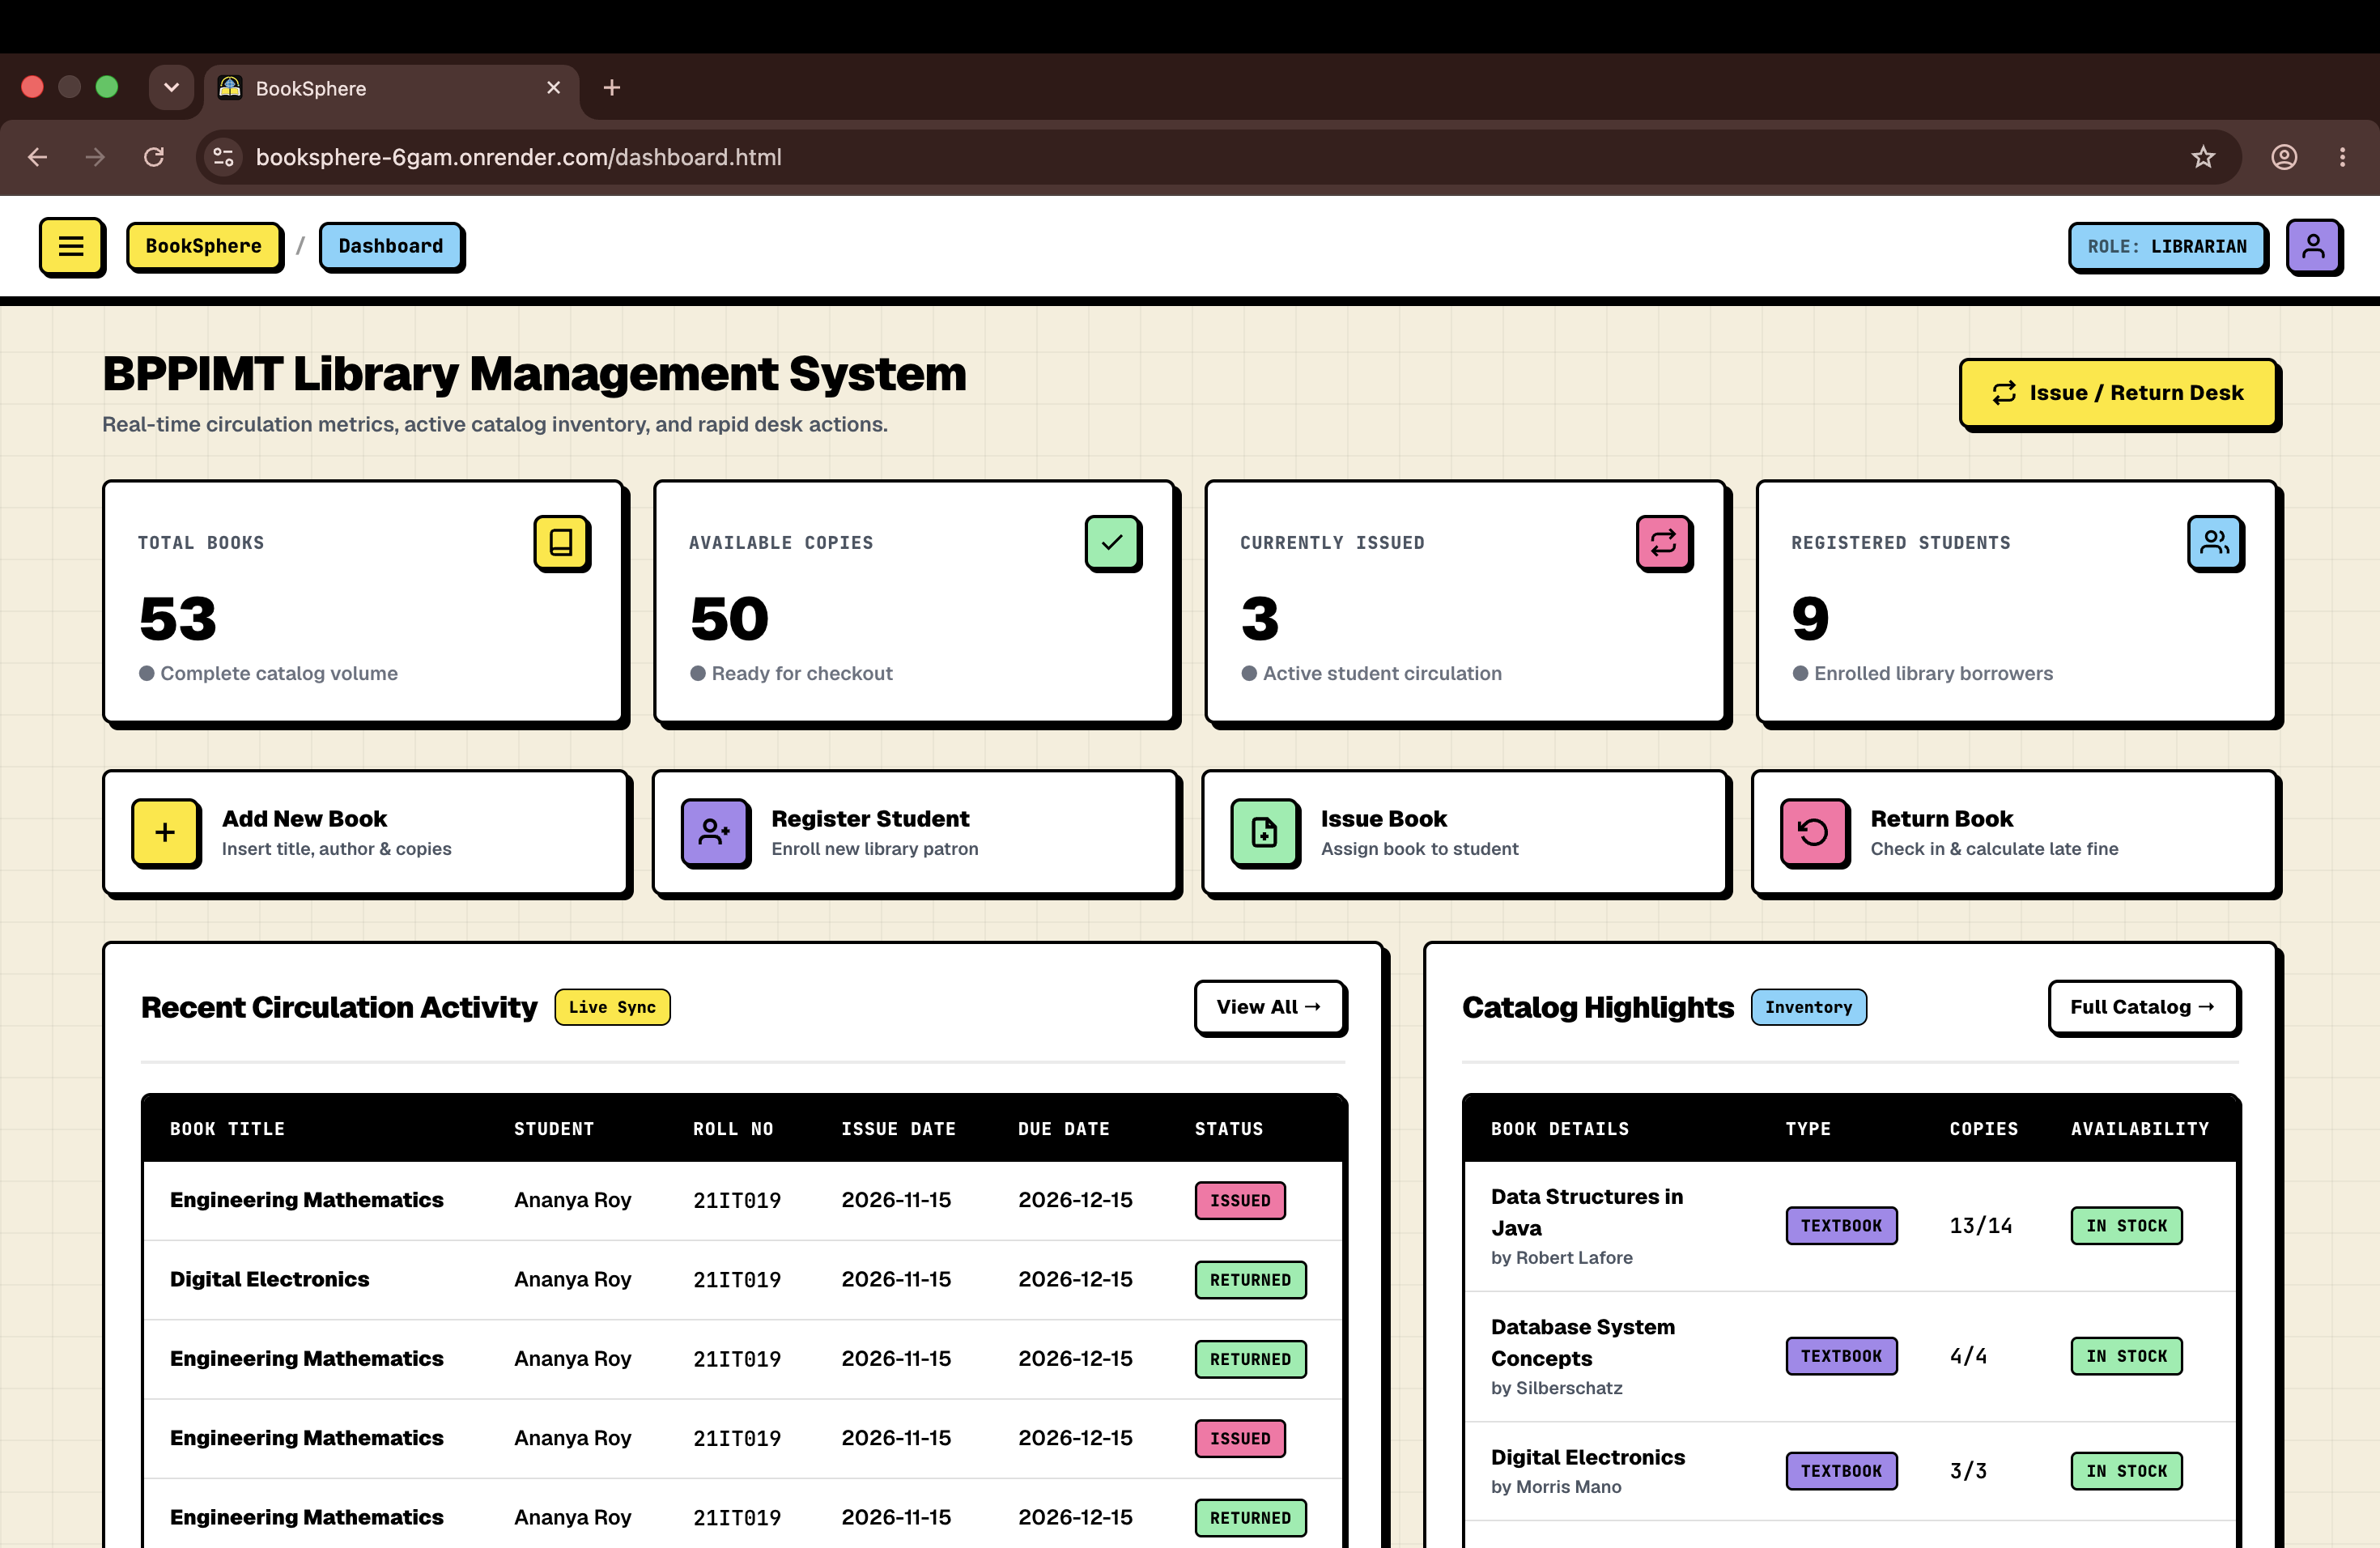 BookSphere
booksphere-6gam.onrender.com/dashboard.html
BookSphere / Dashboard
ROLE: LIBRARIAN
BPPIMT Library Management System
Real-time circulation metrics, active catalog inventory, and rapid desk actions.
Issue / Return Desk
TOTAL BOOKS
53
Complete catalog volume
AVAILABLE COPIES
50
Ready for checkout
CURRENTLY ISSUED
3
Active student circulation
REGISTERED STUDENTS
9
Enrolled library borrowers
Add New Book
Insert title, author & copies
Register Student
Enroll new library patron
Issue Book
Assign book to student
Return Book
Check in & calculate late fine
Recent Circulation Activity Live Sync View All →
BOOK TITLE STUDENT ROLL NO ISSUE DATE DUE DATE STATUS
Engineering Mathematics Ananya Roy 21IT019 2026-11-15 2026-12-15 ISSUED
Digital Electronics Ananya Roy 21IT019 2026-11-15 2026-12-15 RETURNED
Engineering Mathematics Ananya Roy 21IT019 2026-11-15 2026-12-15 RETURNED
Engineering Mathematics Ananya Roy 21IT019 2026-11-15 2026-12-15 ISSUED
Engineering Mathematics Ananya Roy 21IT019 2026-11-15 2026-12-15 RETURNED
Catalog Highlights Inventory Full Catalog →
BOOK DETAILS TYPE COPIES AVAILABILITY
Data Structures in
Java
by Robert Lafore
TEXTBOOK 13/14 IN STOCK
Database System
Concepts
by Silberschatz
TEXTBOOK 4/4 IN STOCK
Digital Electronics
by Morris Mano
TEXTBOOK 3/3 IN STOCK